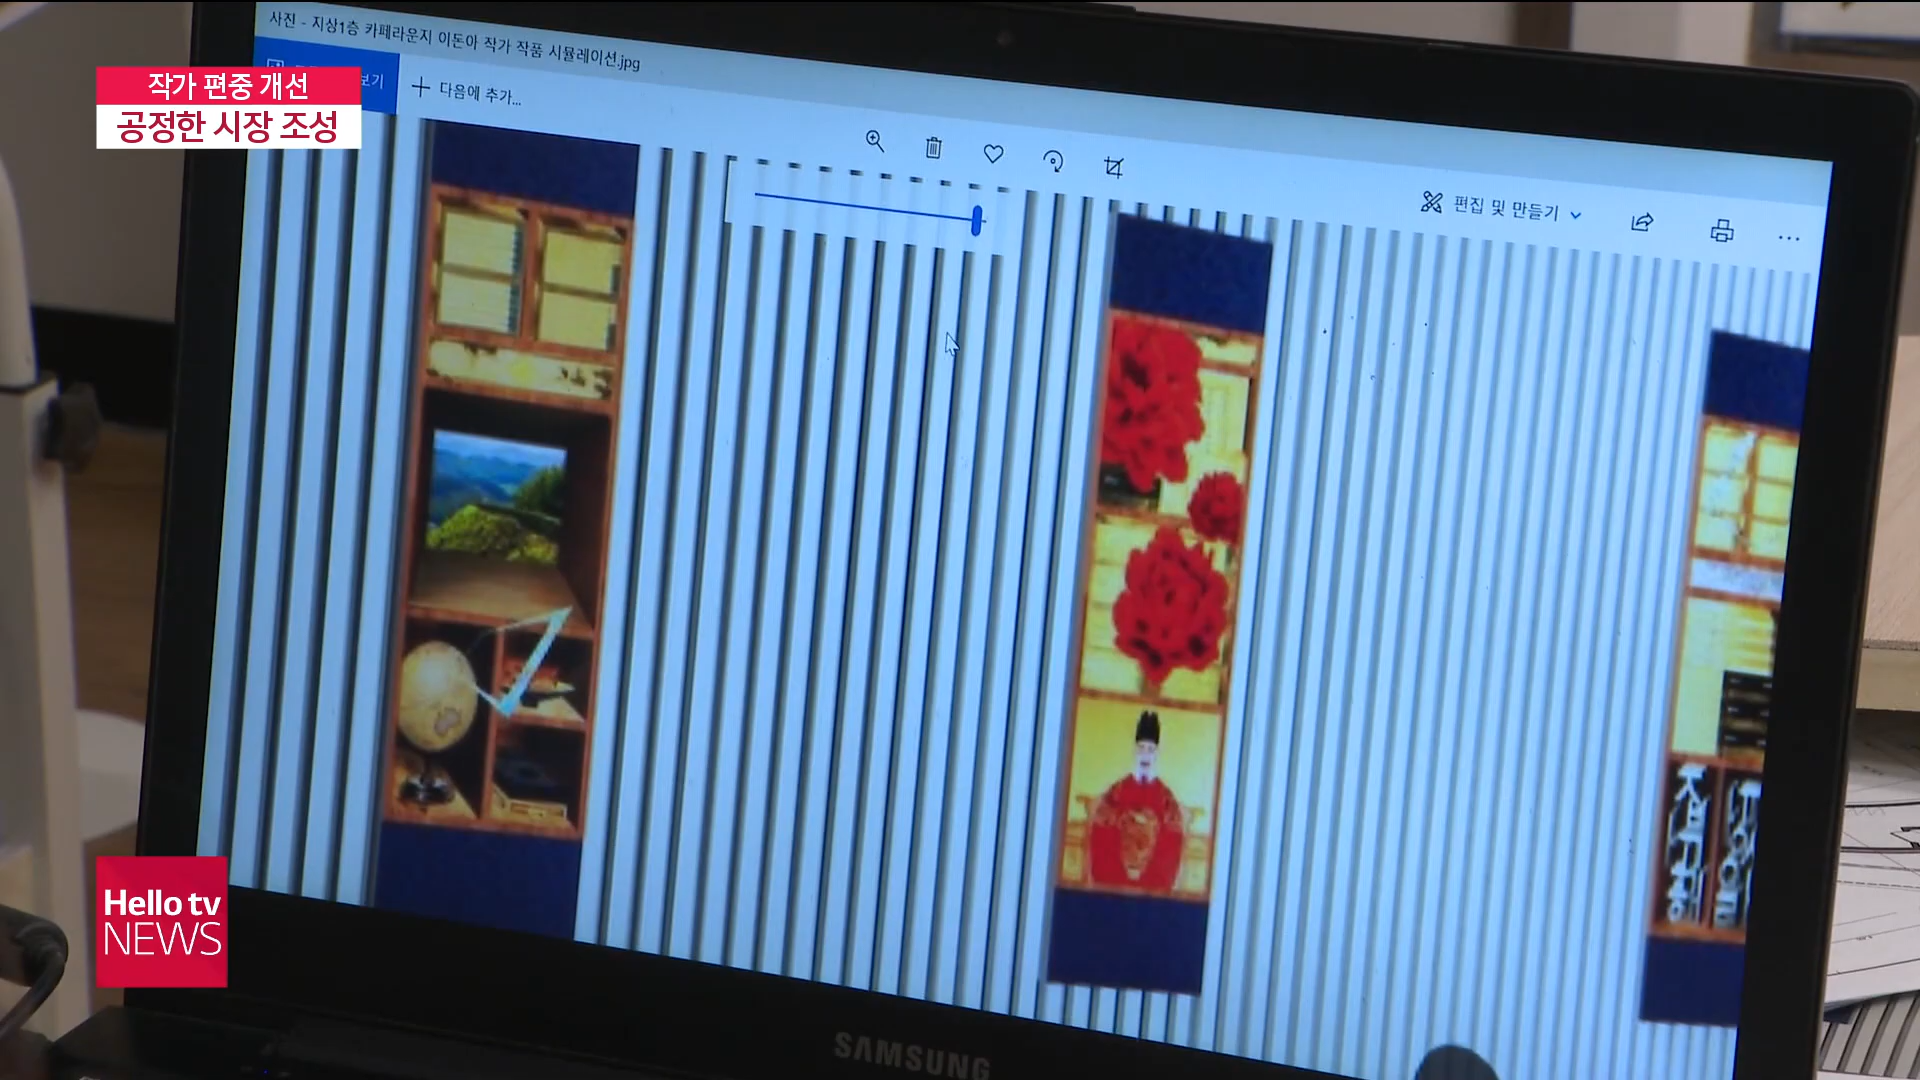 사진 - 지상1층 카페라운지 이돈아 작가 작품 시뮬레이션.jpg
작가 편중 개선
공정한 시장 조성
보기
다음에 추가...
편집 및 만들기
Hello tv
NEWS
SAMSUNG